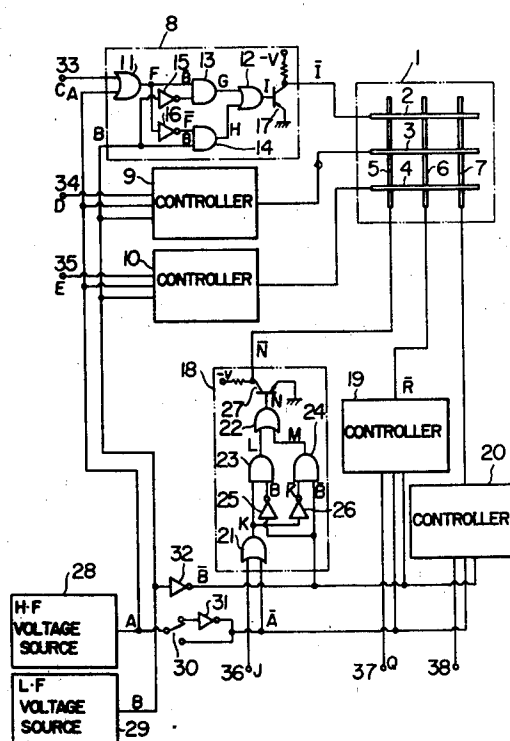 8
33
C
A
11
F
15
B̄
13
G
12
-V
I
Ī
1
2
3
4
5
6
7
B
16
F̄
B
H
14
17
34
D
9
CONTROLLER
35
E
10
CONTROLLER
N̄
18
-V
27
N
22
24
L
M
23
B
K̄
B̄
25
26
K
21
19
R̄
CONTROLLER
20
CONTROLLER
28
H·F
VOLTAGE
SOURCE
A
32
B̄
31
30
Ā
L·F
VOLTAGE
SOURCE
B
29
36
J
37
Q
38